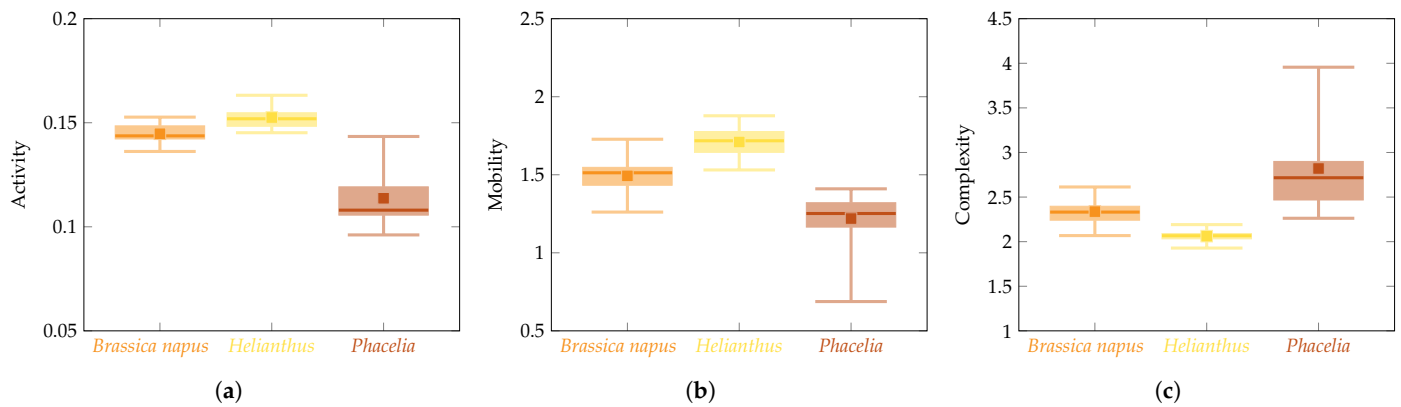 0.2
0.15
0.1
0.05
Activity
Brassica napus Helianthus Phacelia
(a)
2.5
2
1.5
1
0.5
Mobility
Brassica napus Helianthus Phacelia
(b)
4.5
4
3.5
3
2.5
2
1.5
1
Complexity
Brassica napus Helianthus Phacelia
(c)